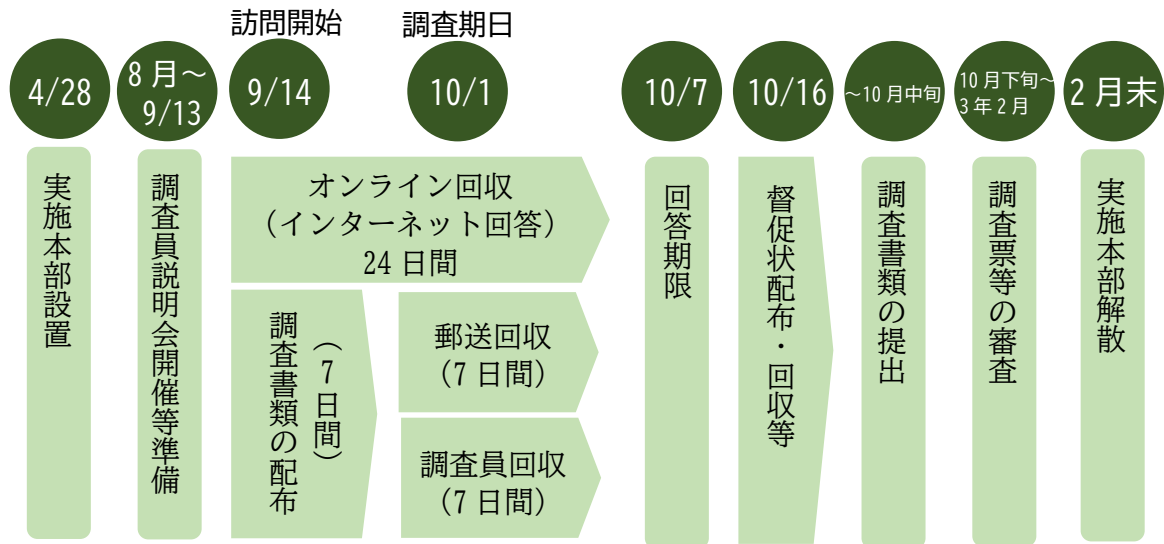 訪問開始
調査期日
4/28
8月～
9/13
9/14
10/1
10/7
10/16
～10月中旬
10月下旬～
3年2月
2月末
実施本部設置
調査員説明会開催等準備
オンライン回収
（インターネット回答）
24日間
調査書類の配布
（7日間）
郵送回収
（7日間）
調査員回収
（7日間）
回答期限
督促状配布・回収等
調査書類の提出
調査票等の審査
実施本部解散